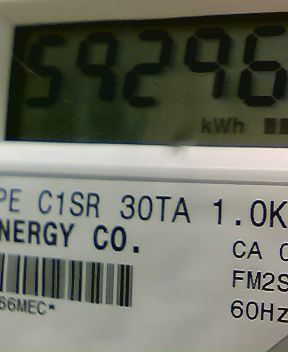 59296
kWh
PE C1SR 30TA 1.0K
NERGY CO.
CA
FM2S
66MEC*
60Hz